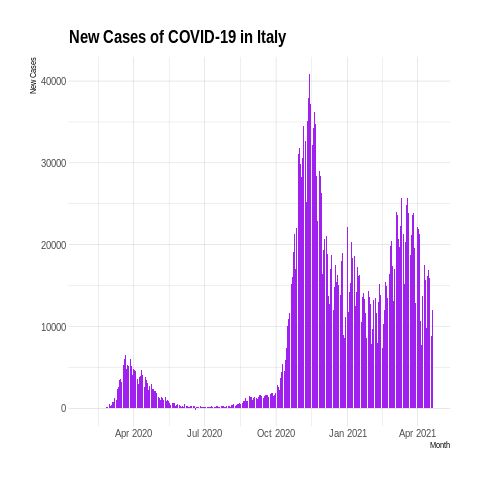 New Cases of COVID-19 in Italy
New Cases
40000
30000
20000
10000
0
Apr 2020 Jul 2020 Oct 2020 Jan 2021 Apr 2021
Month